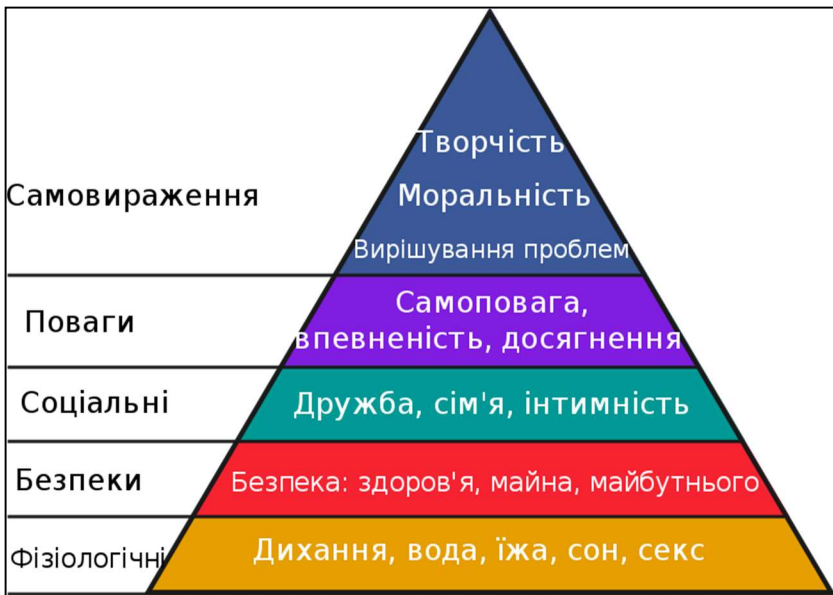 Творчість
Самовираження
Моральність
Вирішування проблем
Поваги
Самоповага,
впевненість, досягнення
Соціальні
Дружба, сім'я, інтимність
Безпеки
Безпека: здоров'я, майна, майбутнього
Фізіологічні
Дихання, вода, їжа, сон, секс